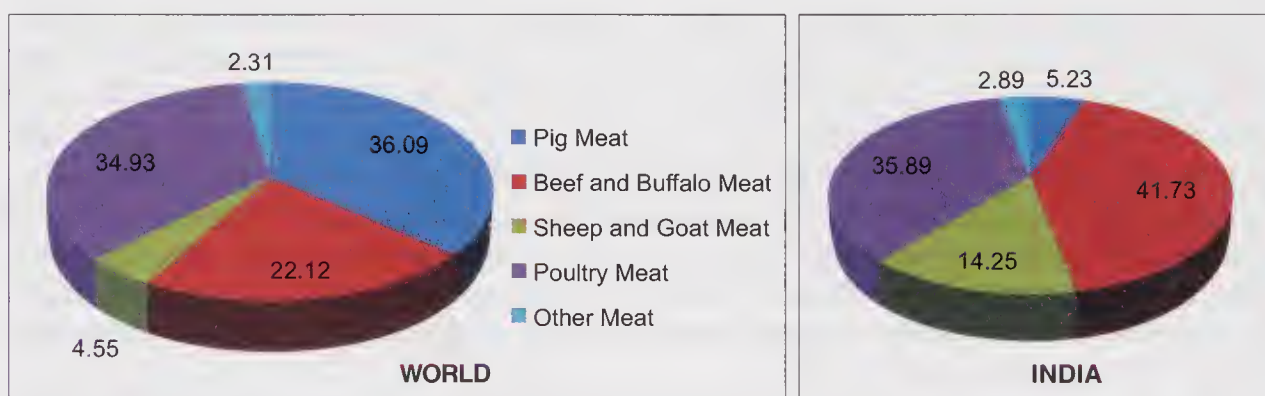 2.31
36.09
34.93
22.12
4.55
WORLD
Pig Meat
Beef and Buffalo Meat
Sheep and Goat Meat
Poultry Meat
Other Meat
2.89 5.23
35.89
41.73
14.25
INDIA